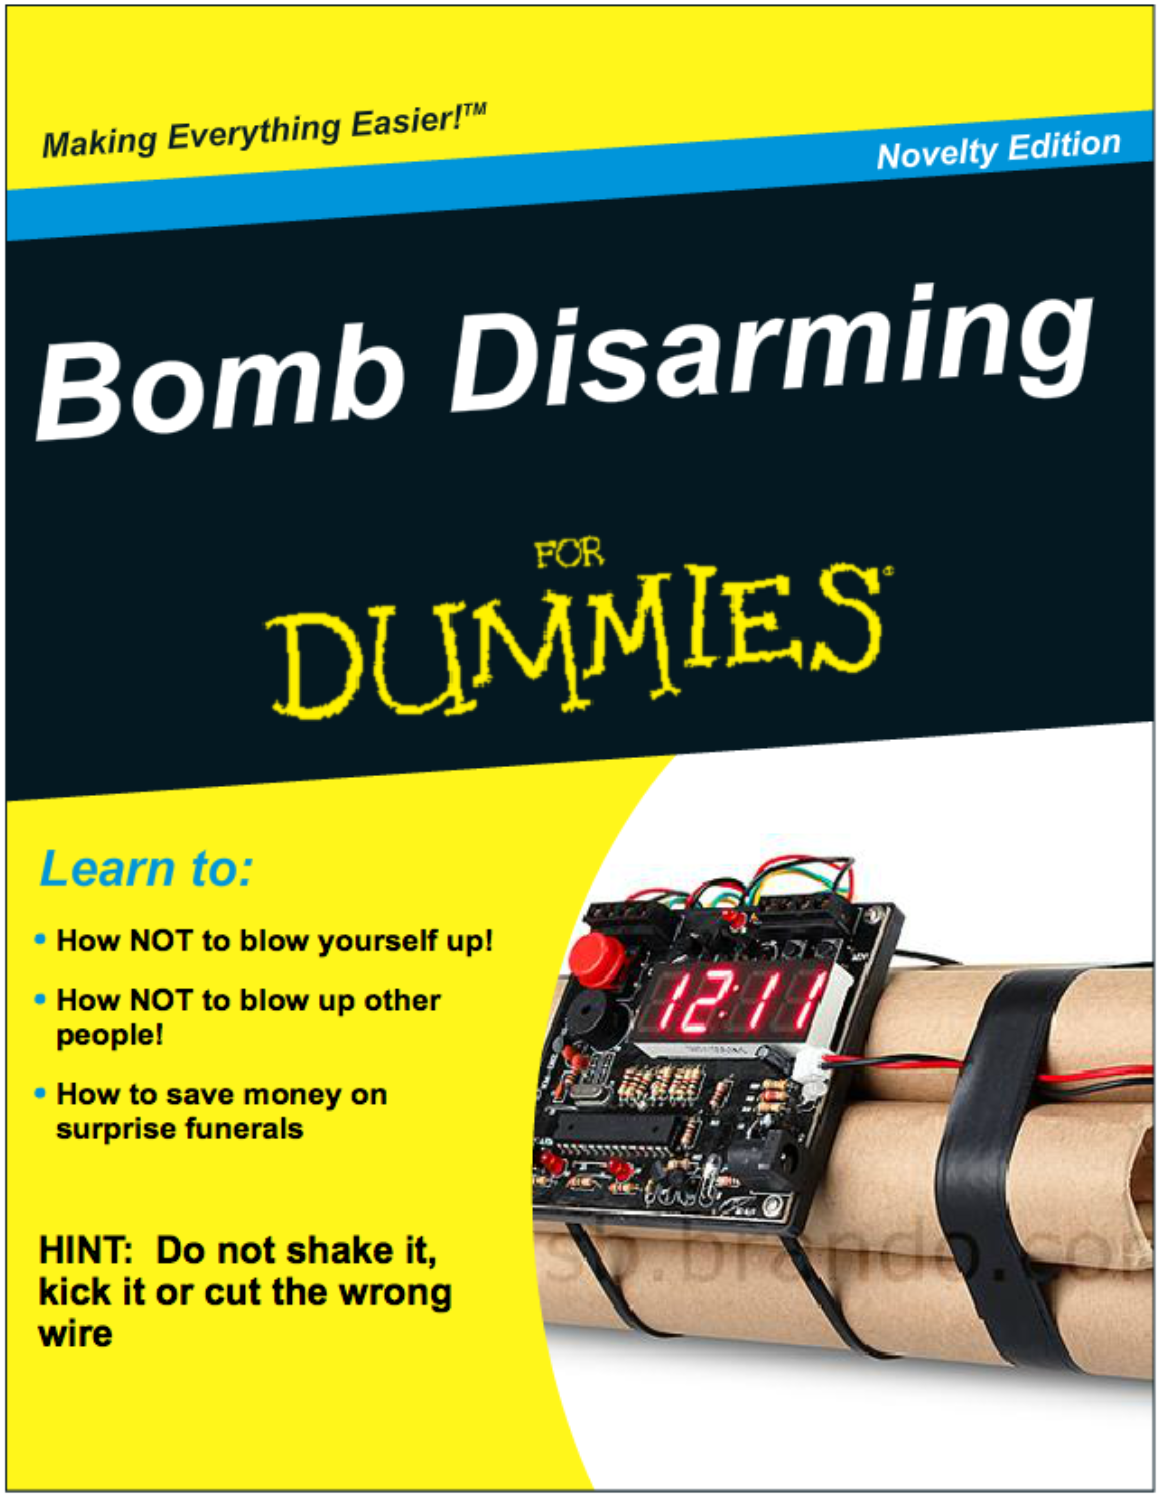 Making Everything Easier!™
Novelty Edition
Bomb Disarming
FOR
DUMMIES®
Learn to:
• How NOT to blow yourself up!
• How NOT to blow up other
people!
• How to save money on
surprise funerals
HINT:  Do not shake it,
kick it or cut the wrong
wire
12:11
sb.brando.co